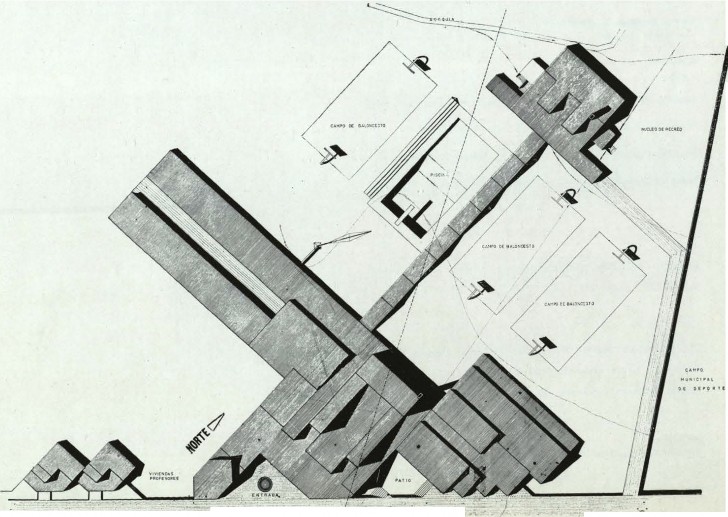 ACEQUIA
CAMPO DE BALONCESTO
NUCLEO DE RECREO
PISCINA
CAMPO DE BALONCESTO
CAMPO DE BALONCESTO
CAMPO
MUNICIPAL
DE DEPORTE
NORTE
VIVIENDAS
PROFESORES
ENTRADA
PATIO